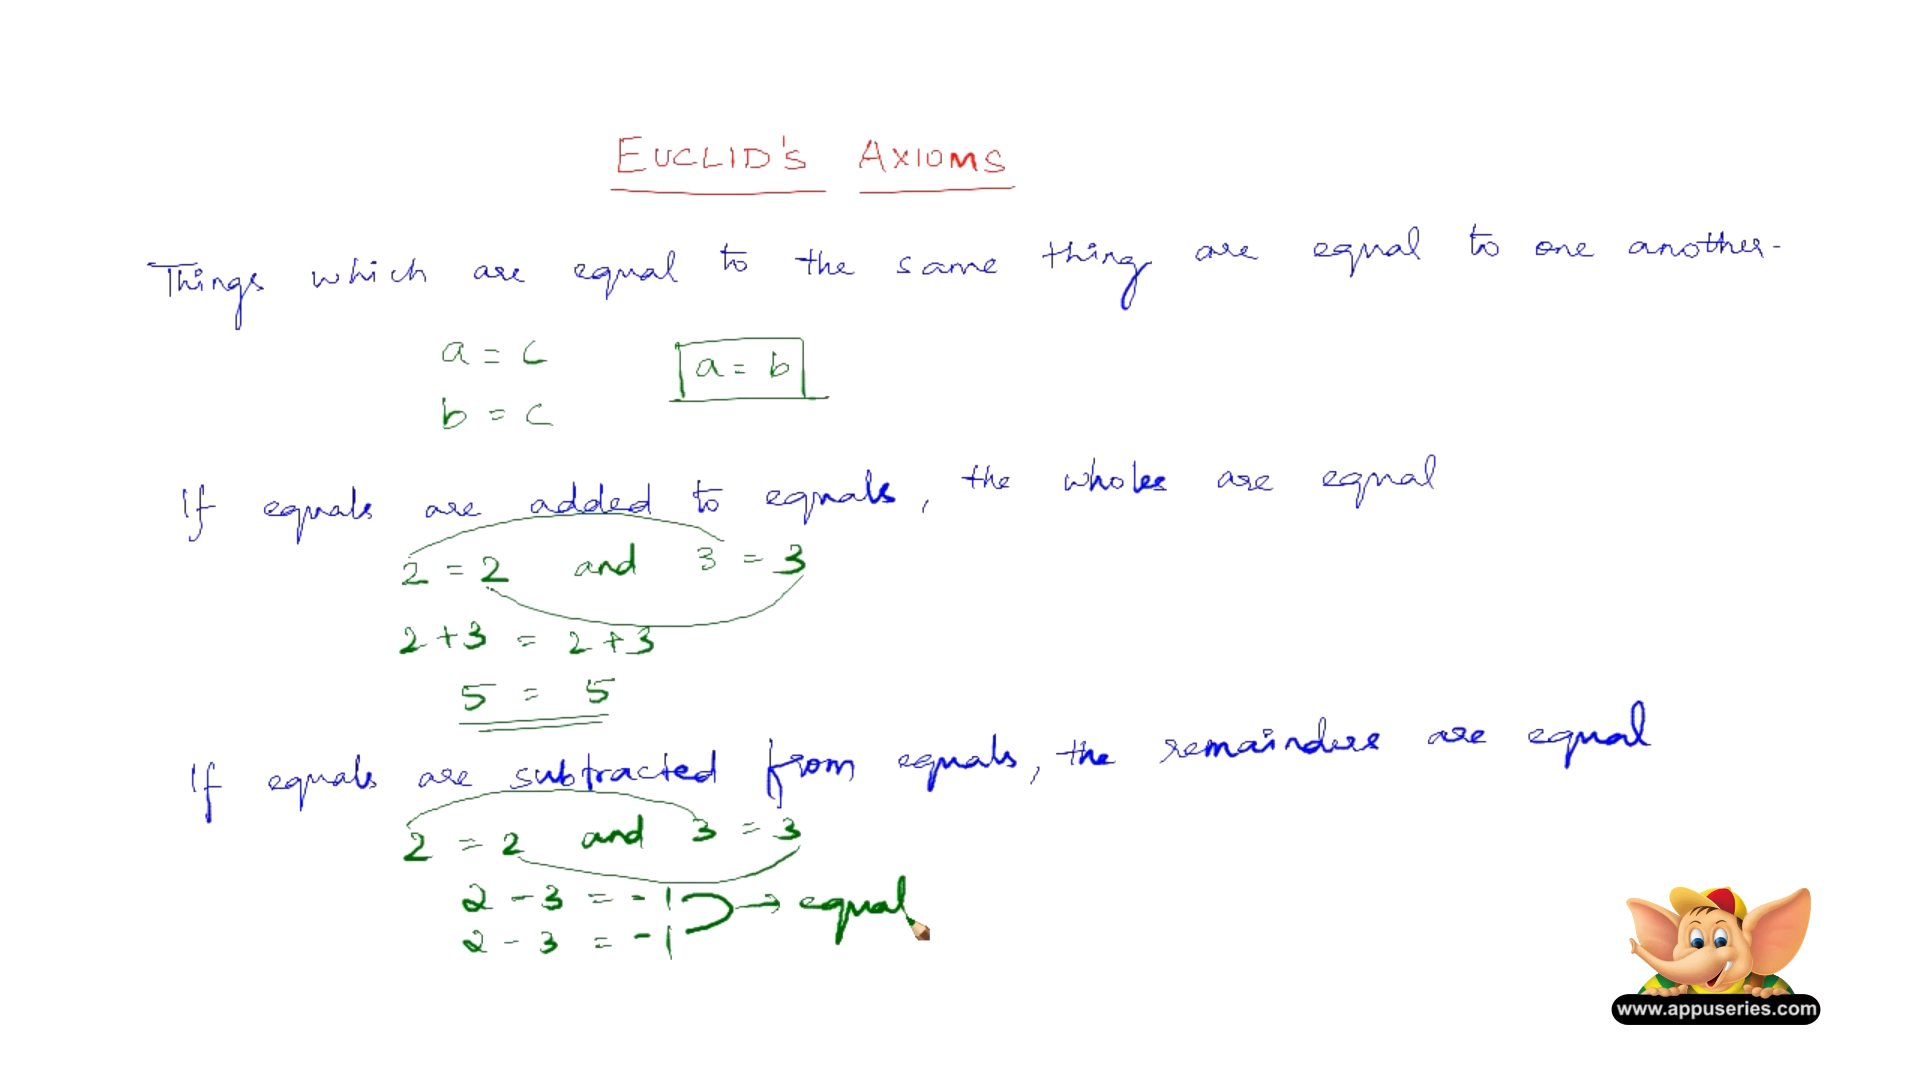 EUCLID'S AXIOMS
Things which are equal to the same thing are equal to one another.
a = c
a = b
b = c
If equals are added to equals, the wholes are equal
2 = 2 and 3 = 3
2 + 3 = 2 + 3
5 = 5
If equals are subtracted from equals, the remainders are equal
2 = 2 and 3 = 3
2 - 3 = - 1 → equal
2 - 3 = - 1
www.appuseries.com